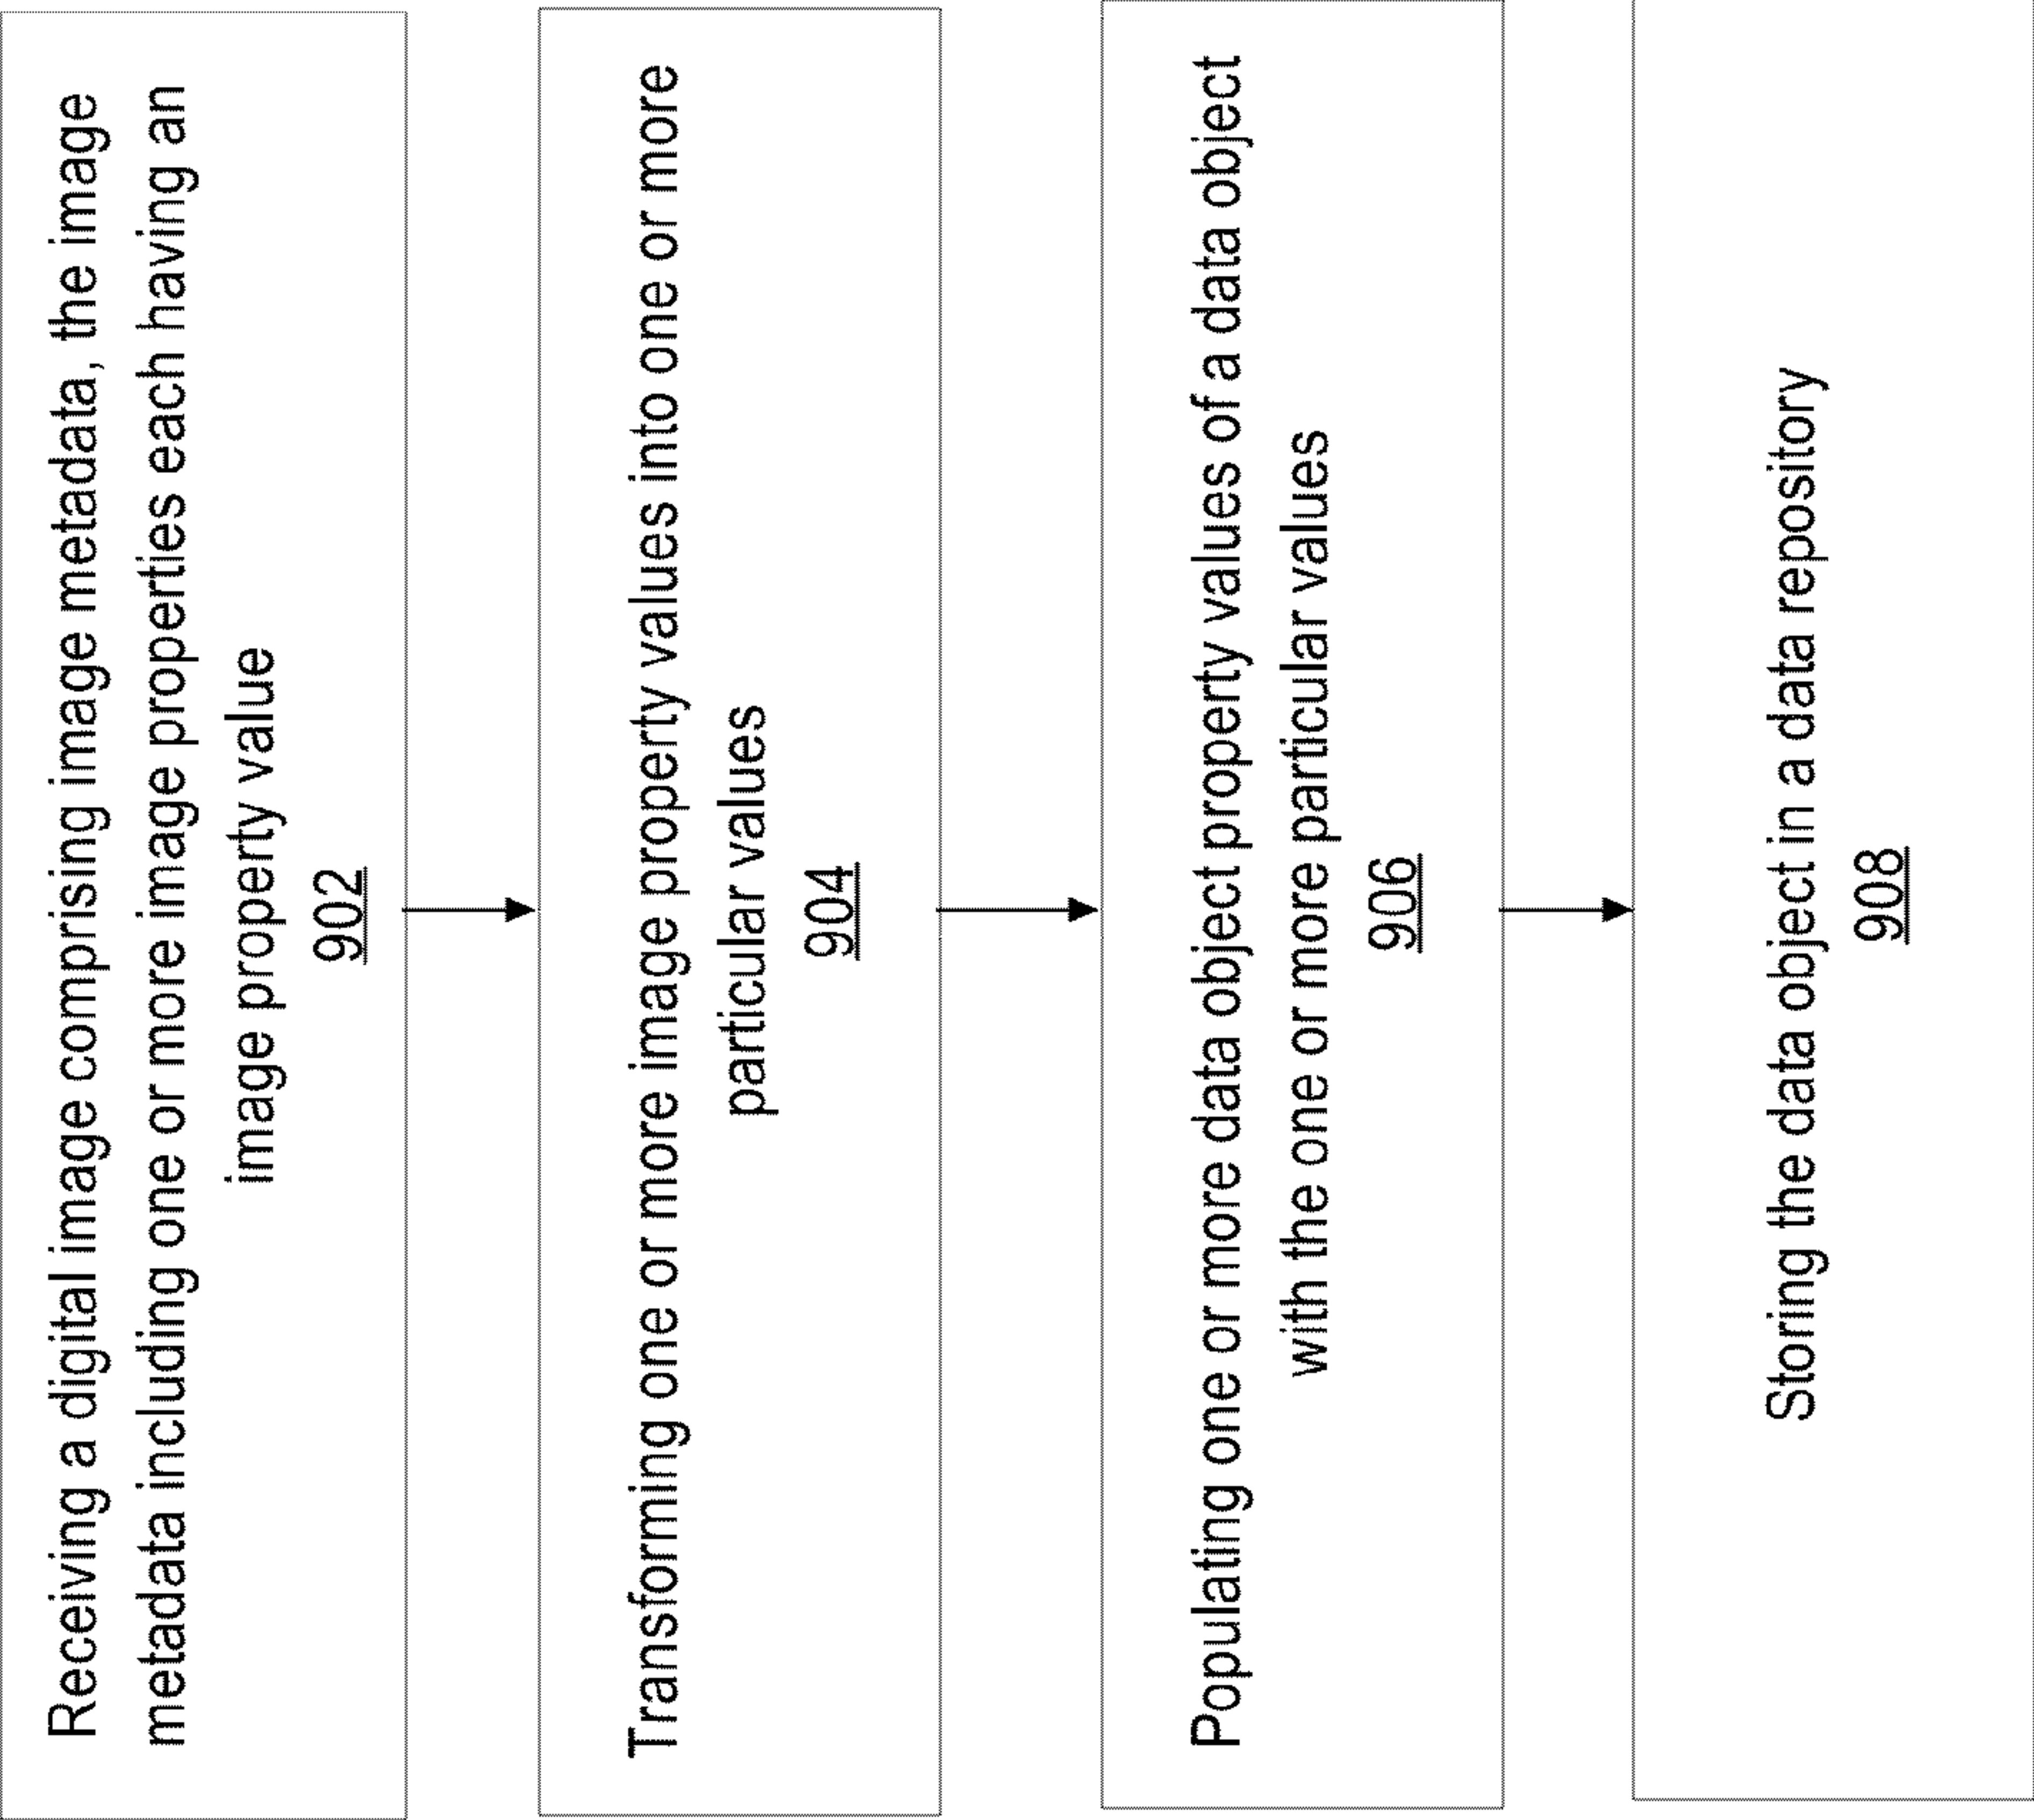 Receiving a digital image comprising image metadata, the image
metadata including one or more image properties each having an
image property value
902
Transforming one or more image property values into one or more
particular values
904
Populating one or more data object property values of a data object
with the one or more particular values
906
Storing the data object in a data repository
908